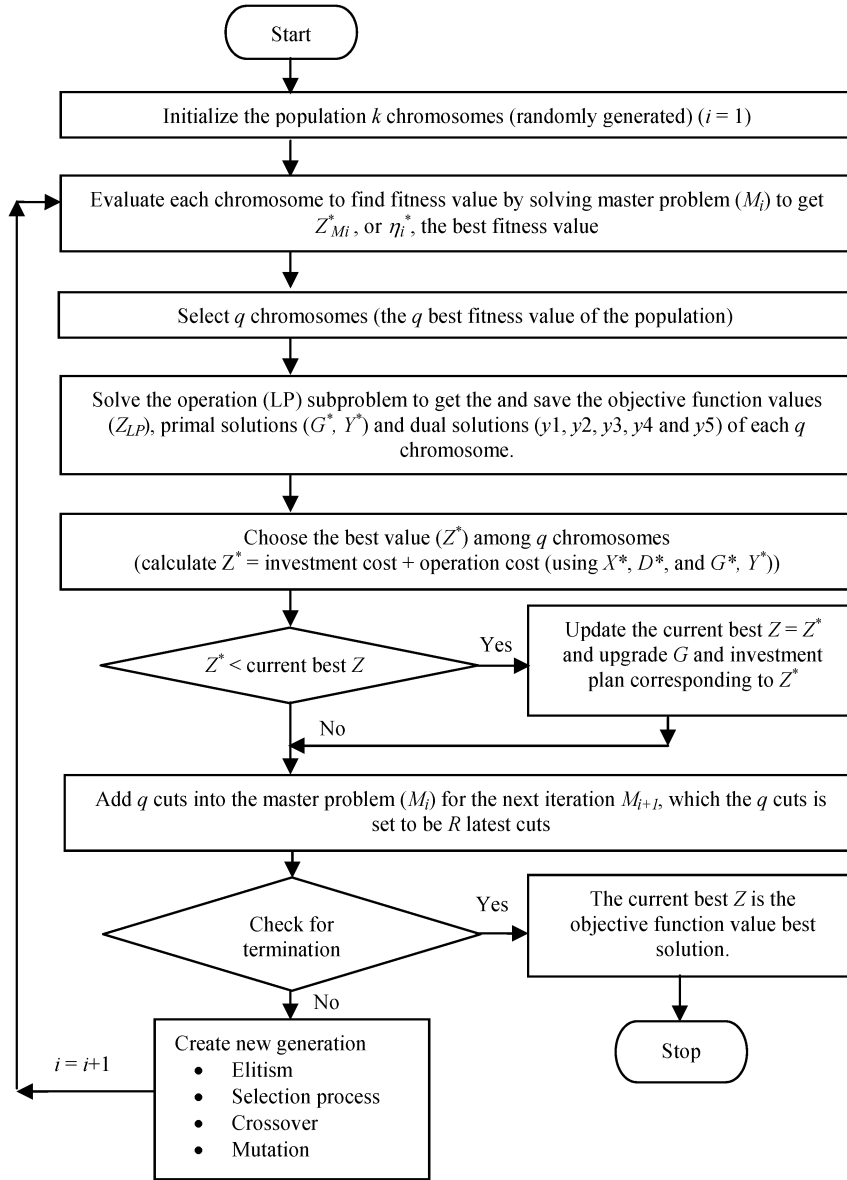 Start
Initialize the population k chromosomes (randomly generated) (i = 1)
Evaluate each chromosome to find fitness value by solving master problem (Mi) to get
Z*Mi , or ηi*, the best fitness value
Select q chromosomes (the q best fitness value of the population)
Solve the operation (LP) subproblem to get the and save the objective function values
(ZLP), primal solutions (G*, Y*) and dual solutions (y1, y2, y3, y4 and y5) of each q
chromosome.
Choose the best value (Z*) among q chromosomes
(calculate Z* = investment cost + operation cost (using X*, D*, and G*, Y*))
Z* < current best Z
Yes
Update the current best Z = Z*
and upgrade G and investment
plan corresponding to Z*
No
Add q cuts into the master problem (Mi) for the next iteration Mi+1, which the q cuts is
set to be R latest cuts
Check for
termination
Yes
The current best Z is the
objective function value best
solution.
No
Stop
Create new generation
• Elitism
• Selection process
• Crossover
• Mutation
i = i+1